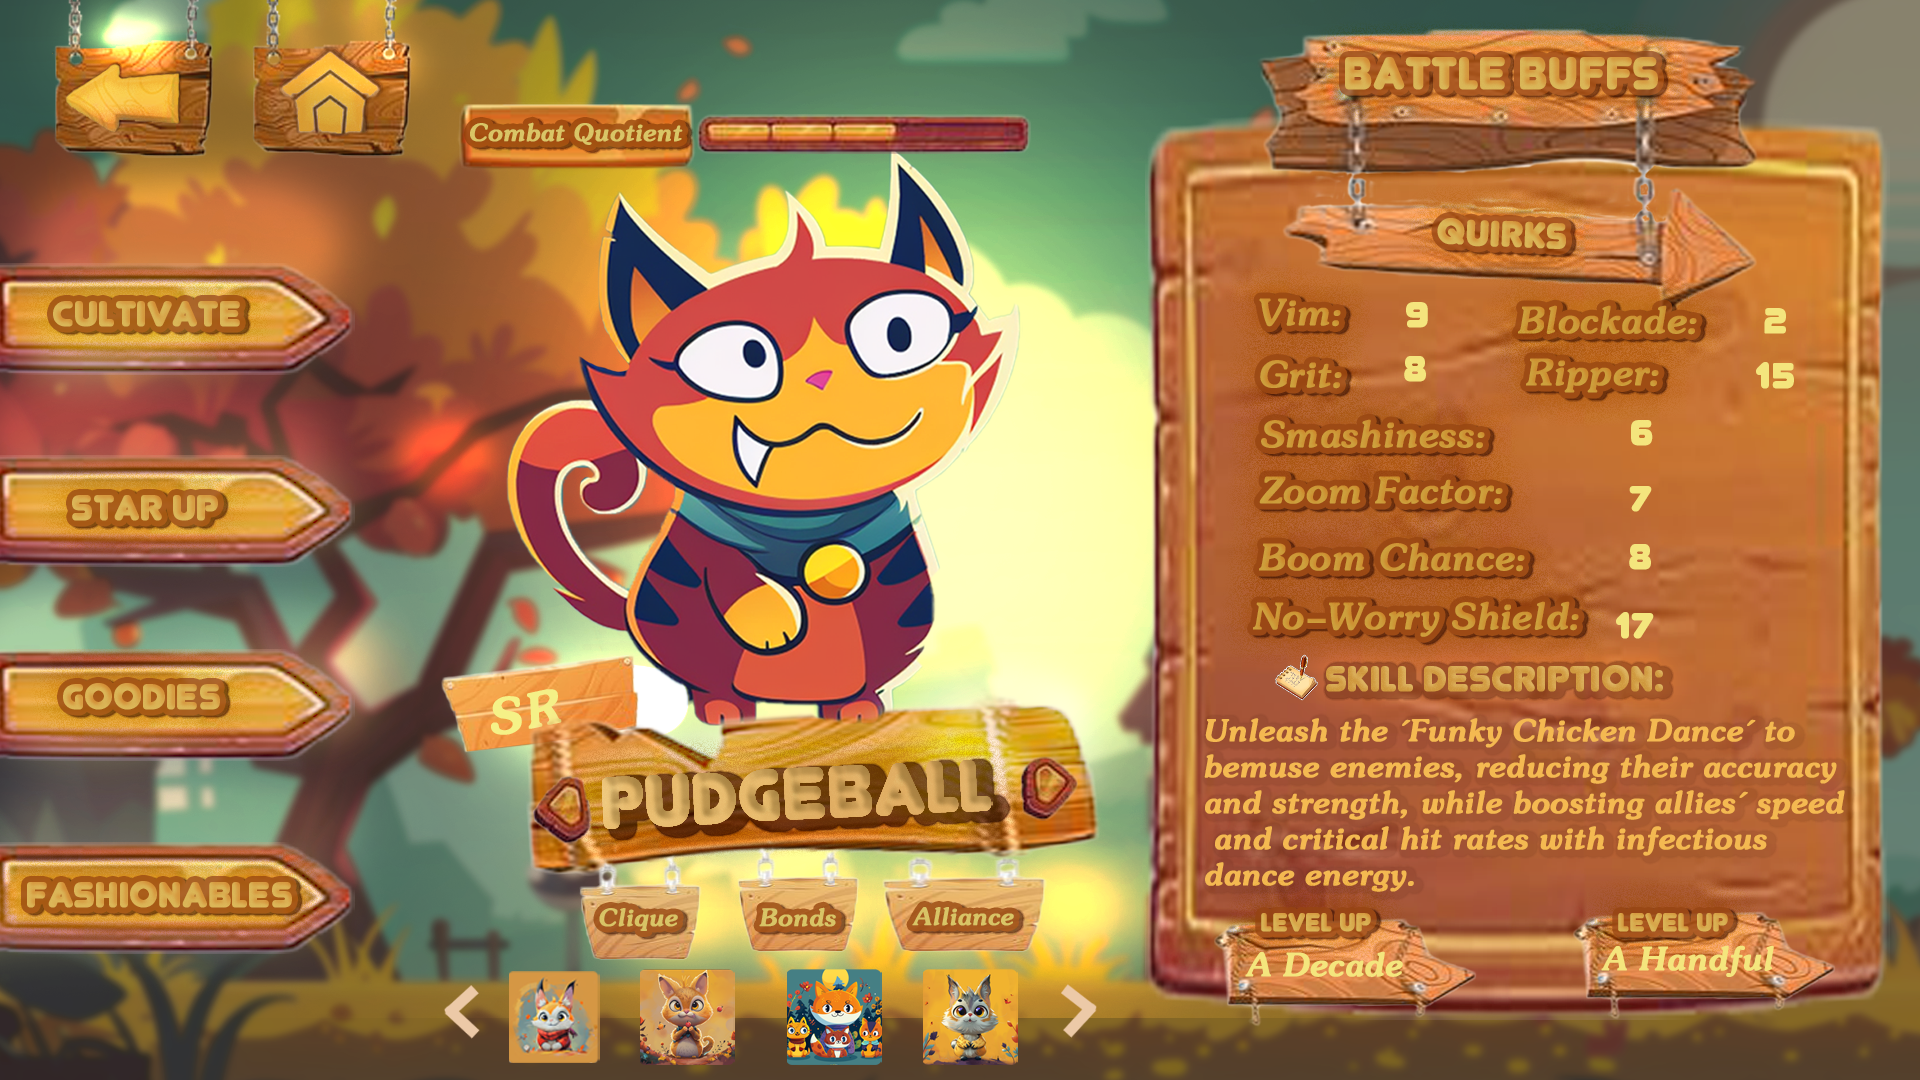 Combat Quotient
CULTIVATE
STAR UP
GOODIES
FASHIONABLES
SR
PUDGEBALL
Clique
Bonds
Alliance
BATTLE BUFFS
QUIRKS
Vim: 9
Blockade: 2
Grit: 8
Ripper: 15
Smashiness: 6
Zoom Factor: 7
Boom Chance: 8
No-Worry Shield: 17
SKILL DESCRIPTION:
Unleash the ´Funky Chicken Dance´ to
bemuse enemies, reducing their accuracy
and strength, while boosting allies´ speed
and critical hit rates with infectious
dance energy.
LEVEL UP
A Decade
LEVEL UP
A Handful